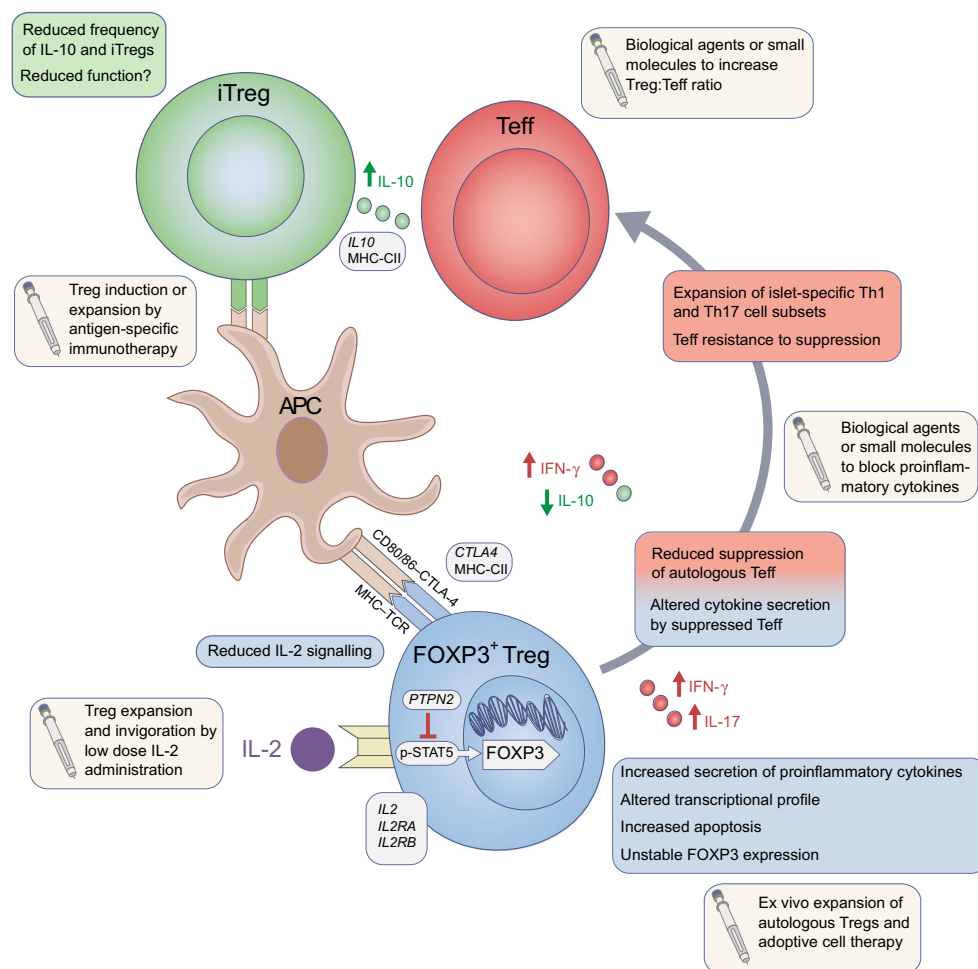 Reduced frequency
of IL-10 and iTregs
Reduced function?
iTreg
Teff
Biological agents or small
molecules to increase
Treg:Teff ratio
IL-10
IL10
MHC-CII
Treg induction or
expansion by
antigen-specific
immunotherapy
Expansion of islet-specific Th1
and Th17 cell subsets
Teff resistance to suppression
APC
Biological agents
or small molecules
to block proinflam-
matory cytokines
IFN-γ
IL-10
CD80/86–CTLA-4
MHC–TCR
CTLA4
MHC-CII
Reduced suppression
of autologous Teff
Altered cytokine secretion
by suppressed Teff
Reduced IL-2 signalling
FOXP3+ Treg
IFN-γ
IL-17
Treg expansion
and invigoration by
low dose IL-2
administration
IL-2
PTPN2
p-STAT5
FOXP3
IL2
IL2RA
IL2RB
Increased secretion of proinflammatory cytokines
Altered transcriptional profile
Increased apoptosis
Unstable FOXP3 expression
Ex vivo expansion of
autologous Tregs and
adoptive cell therapy